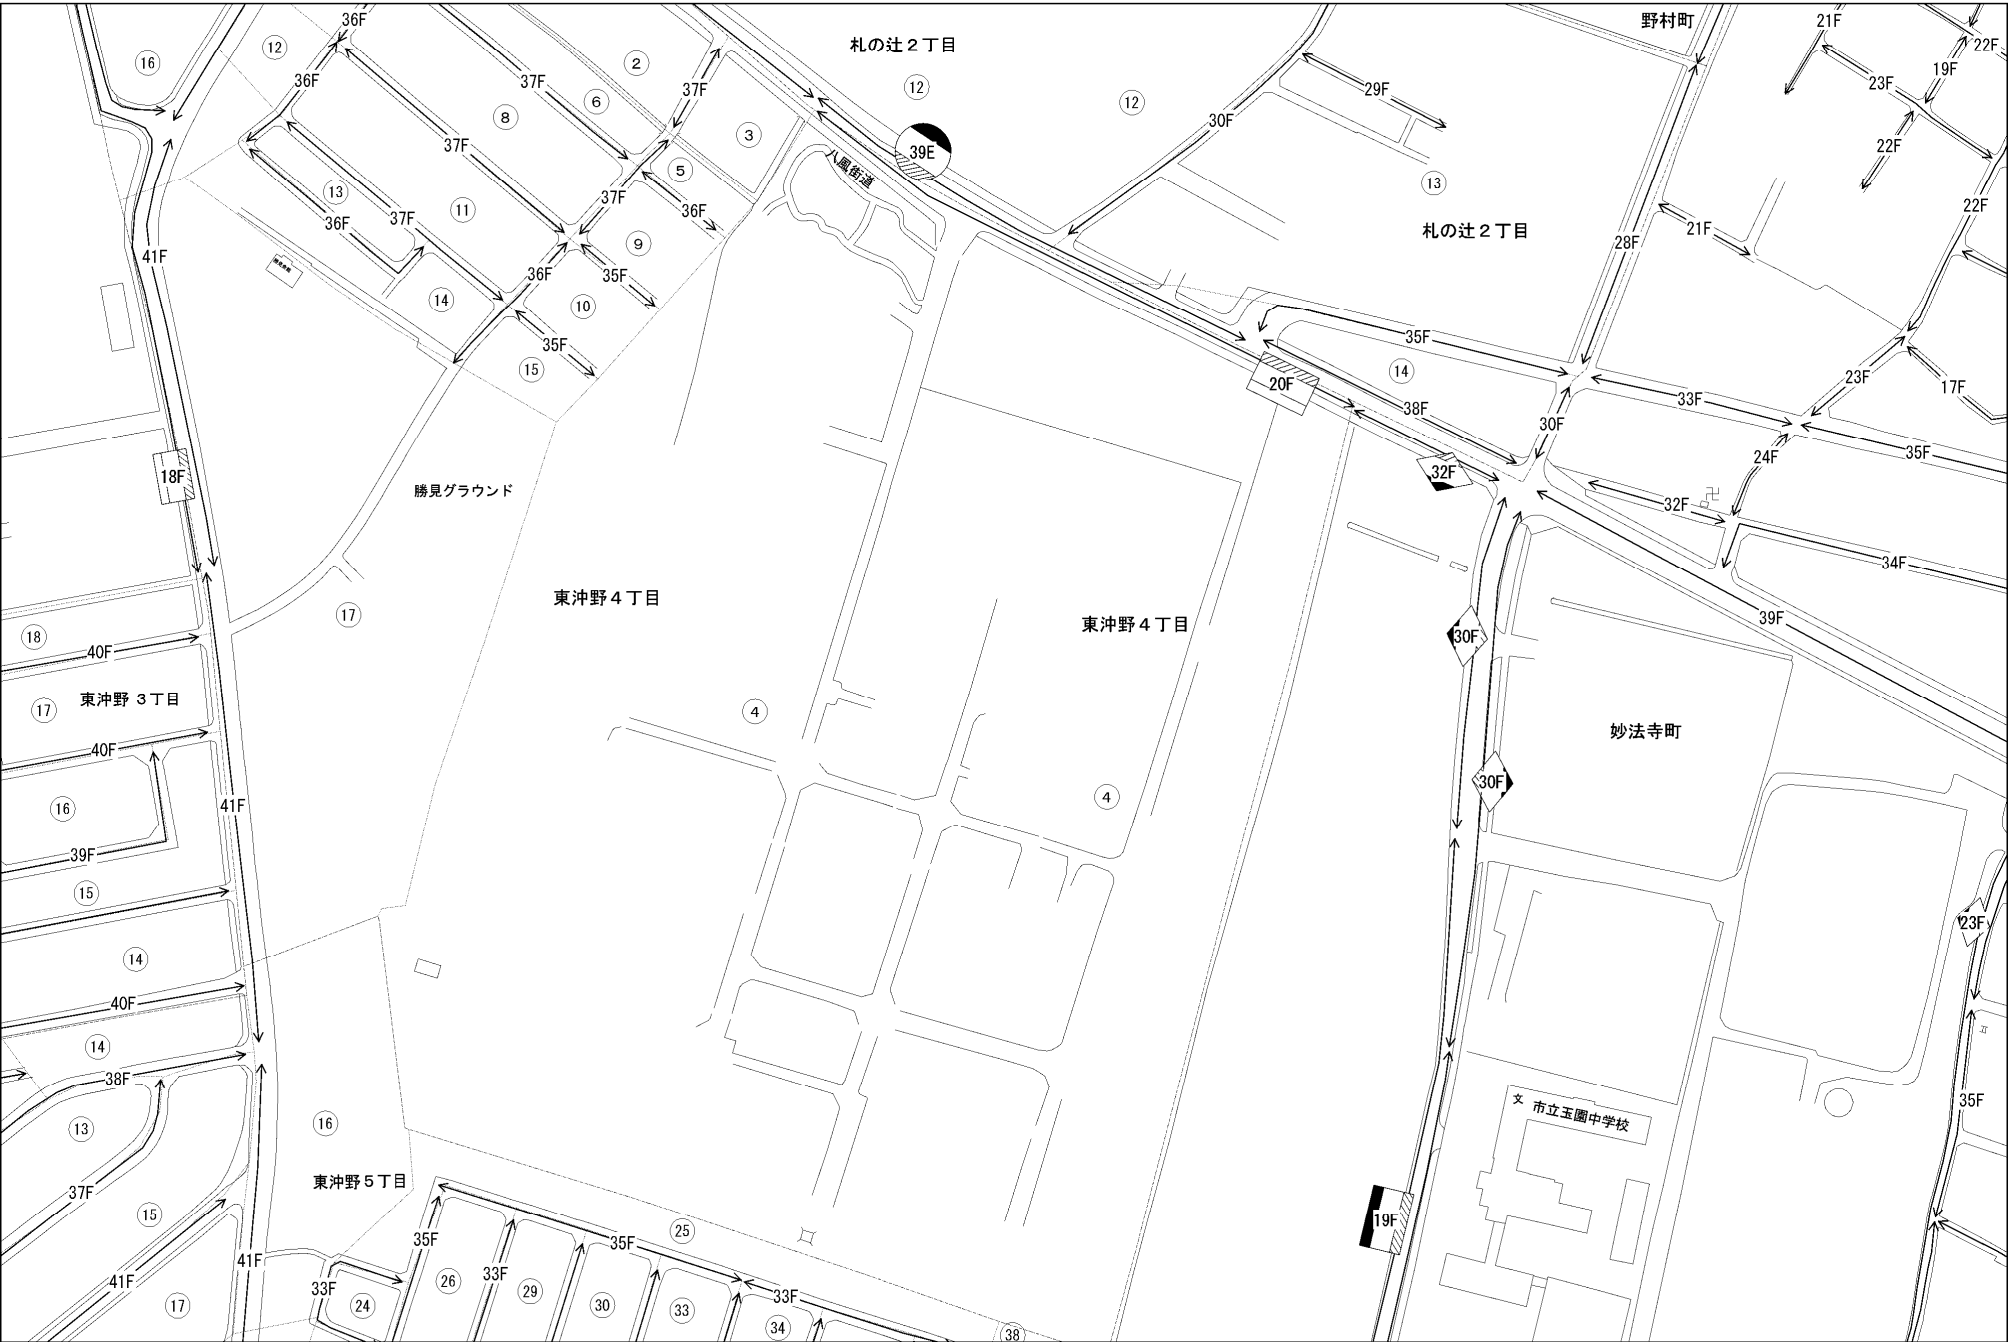 36F
札の辻２丁目
野村町
21F
22F
⑯
⑫
②
⑫
⑫
19F
36F
37F
37F
⑥
29F
23F
⑧
③
30F
37F
39E
22F
八風街道
⑤
⑬
⑬
36F
37F
⑪
37F
36F
22F
札の辻２丁目
21F
28F
41F
⑨
36F
35F
⑭
⑩
35F
35F
⑮
⑭
20F
23F
17F
33F
38F
30F
24F
35F
18F
32F
勝見グラウンド
32F
34F
東沖野４丁目
⑰
東沖野４丁目
39F
⑱
30F
40F
東沖野 ３丁目
⑰
④
妙法寺町
40F
30F
④
⑯
41F
39F
⑮
23F
⑭
40F
⑭
38F
35F
文
市立玉園中学校
⑬
⑯
東沖野５丁目
37F
⑮
㉕
19F
35F
35F
41F
33F
41F
33F
㉖
㉙
㉚
㉝
33F
⑰
㉔
㉞
㊳